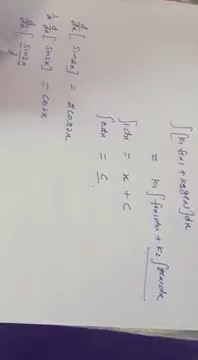 ∫[k₁f(x) + k₂g(x)]dx
= k₁∫f(x)dx + k₂∫g(x)dx
∫1dx = x + C
∫0dx = C
d/dx [sin2x] = 2cos2x
1/2 d/dx [sin2x] = cos2x
d/dx [sin2x/2